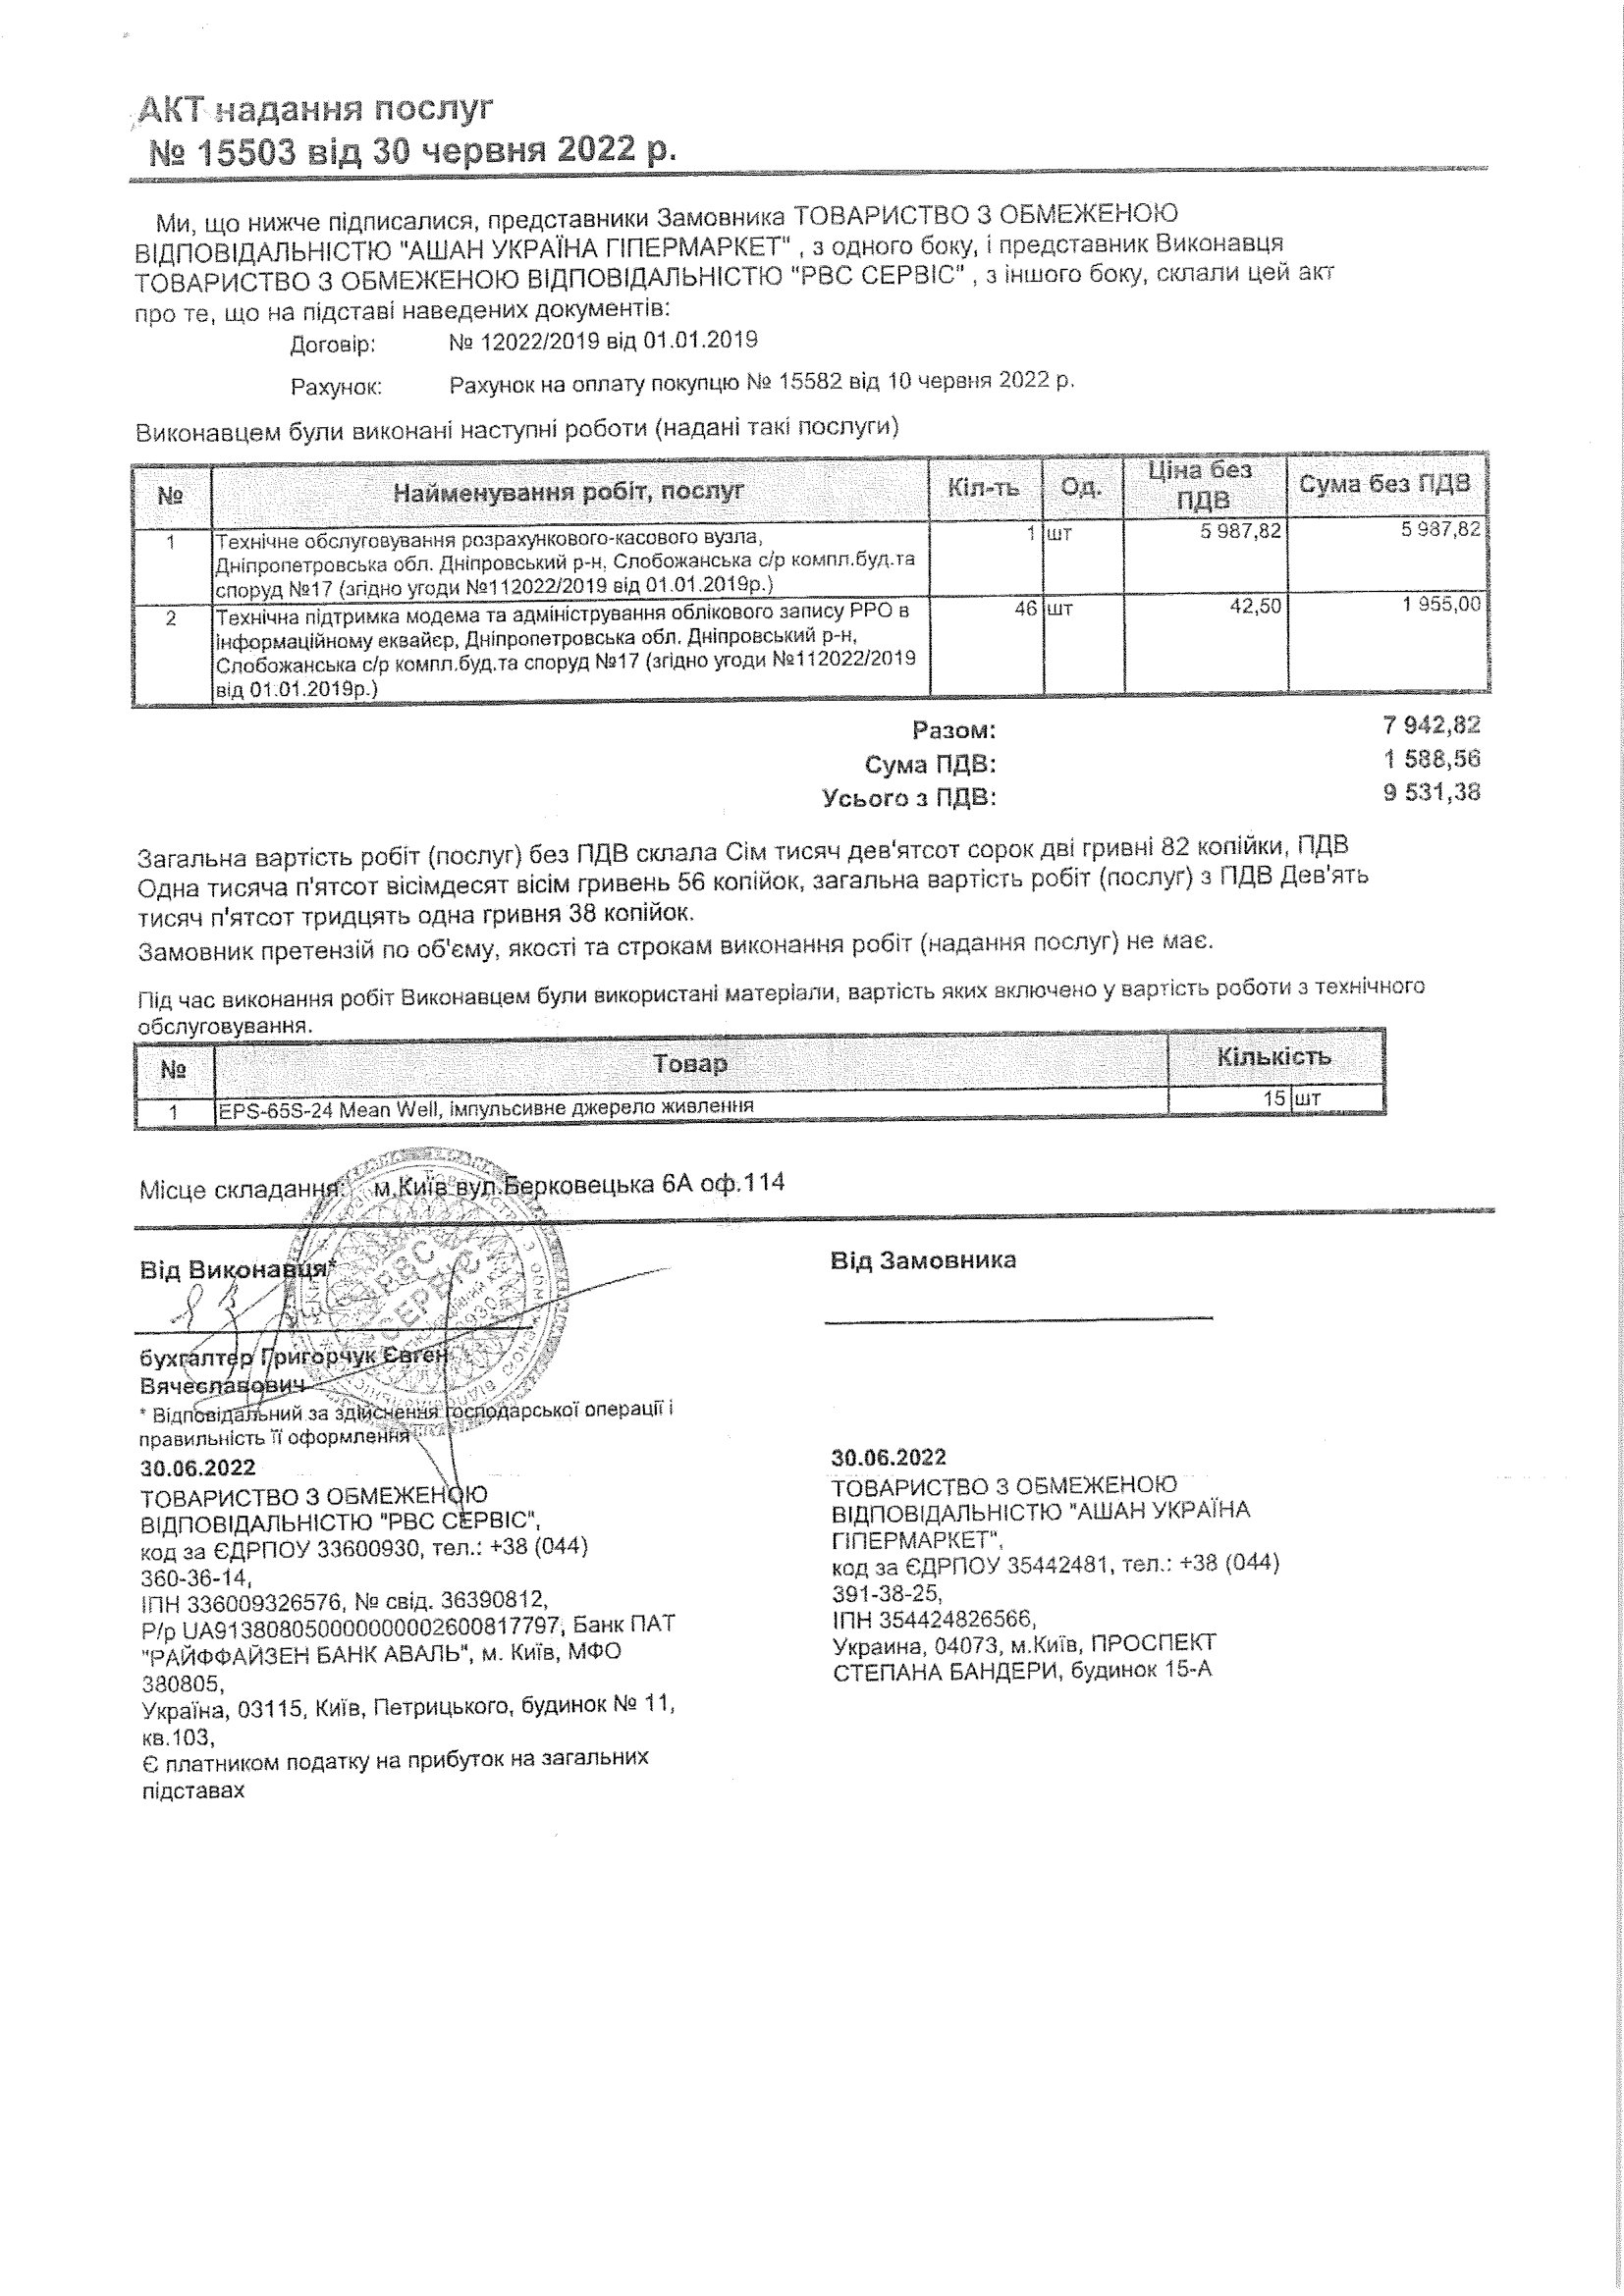 АКТ надання послуг
№ 15503 від 30 червня 2022 р.
Ми, що нижче підписалися, представники Замовника ТОВАРИСТВО З ОБМЕЖЕНОЮ
ВІДПОВІДАЛЬНІСТЮ "АШАН УКРАЇНА ГІПЕРМАРКЕТ" , з одного боку, і представник Виконавця
ТОВАРИСТВО З ОБМЕЖЕНОЮ ВІДПОВІДАЛЬНІСТЮ "РВС СЕРВІС" , з іншого боку, склали цей акт
про те, що на підставі наведених документів:
Договір: № 12022/2019 від 01.01.2019
Рахунок: Рахунок на оплату покупцю № 15582 від 10 червня 2022 р.
Виконавцем були виконані наступні роботи (надані такі послуги)
№ Найменування робіт, послуг Кіл-ть Од. Ціна без ПДВ Сума без ПДВ
1 Технічне обслуговування розрахункового-касового вузла, 1 шт 5 987,82 5 987,82
Дніпропетровська обл. Дніпровський р-н, Слобожанська с/р компл.буд.та
споруд №17 (згідно угоди №112022/2019 від 01.01.2019р.)
2 Технічна підтримка модема та адміністрування облікового запису РРО в 46 шт 42,50 1 955,00
інформаційному еквайєр, Дніпропетровська обл. Дніпровський р-н,
Слобожанська с/р компл.буд.та споруд №17 (згідно угоди №112022/2019
від 01.01.2019р.)
Разом: 7 942,82
Сума ПДВ: 1 588,56
Усього з ПДВ: 9 531,38
Загальна вартість робіт (послуг) без ПДВ склала Сім тисяч дев'ятсот сорок дві гривні 82 копійки, ПДВ
Одна тисяча п'ятсот вісімдесят вісім гривень 56 копійок, загальна вартість робіт (послуг) з ПДВ Дев'ять
тисяч п'ятсот тридцять одна гривня 38 копійок.
Замовник претензій по об'єму, якості та строкам виконання робіт (надання послуг) не має.
Під час виконання робіт Виконавцем були використані матеріали, вартість яких включено у вартість роботи з технічного
обслуговування.
№ Товар Кількість
1 EPS-65S-24 Mean Well, імпульсивне джерело живлення 15 шт
Місце складання: м.Київ вул.Берковецька 6А оф.114
Від Виконавця*
РВС
СЕРВІС
бухгалтер Григорчук Євген
Вячеславович
* Відповідальний за здійснення господарської операції і
правильність її оформлення
30.06.2022
ТОВАРИСТВО З ОБМЕЖЕНОЮ
ВІДПОВІДАЛЬНІСТЮ "РВС СЕРВІС",
код за ЄДРПОУ 33600930, тел.: +38 (044)
360-36-14,
ІПН 336009326576, № свід. 36390812,
Р/р UA913808050000000002600817797, Банк ПАТ
"РАЙФФАЙЗЕН БАНК АВАЛЬ", м. Київ, МФО
380805,
Україна, 03115, Київ, Петрицького, будинок № 11,
кв.103,
Є платником податку на прибуток на загальних
підставах
Від Замовника
30.06.2022
ТОВАРИСТВО З ОБМЕЖЕНОЮ
ВІДПОВІДАЛЬНІСТЮ "АШАН УКРАЇНА
ГІПЕРМАРКЕТ",
код за ЄДРПОУ 35442481, тел.: +38 (044)
391-38-25,
ІПН 354424826566,
Украина, 04073, м.Київ, ПРОСПЕКТ
СТЕПАНА БАНДЕРИ, будинок 15-А